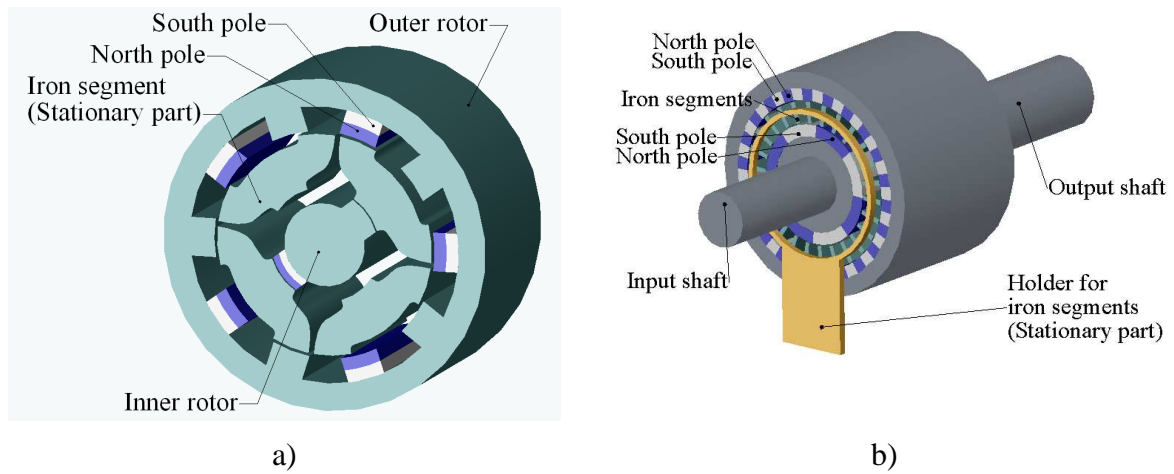 South pole
Outer rotor
North pole
Iron segment
(Stationary part)
Inner rotor
a)
North pole
South pole
Iron segments
South pole
North pole
Output shaft
Input shaft
Holder for
iron segments
(Stationary part)
b)